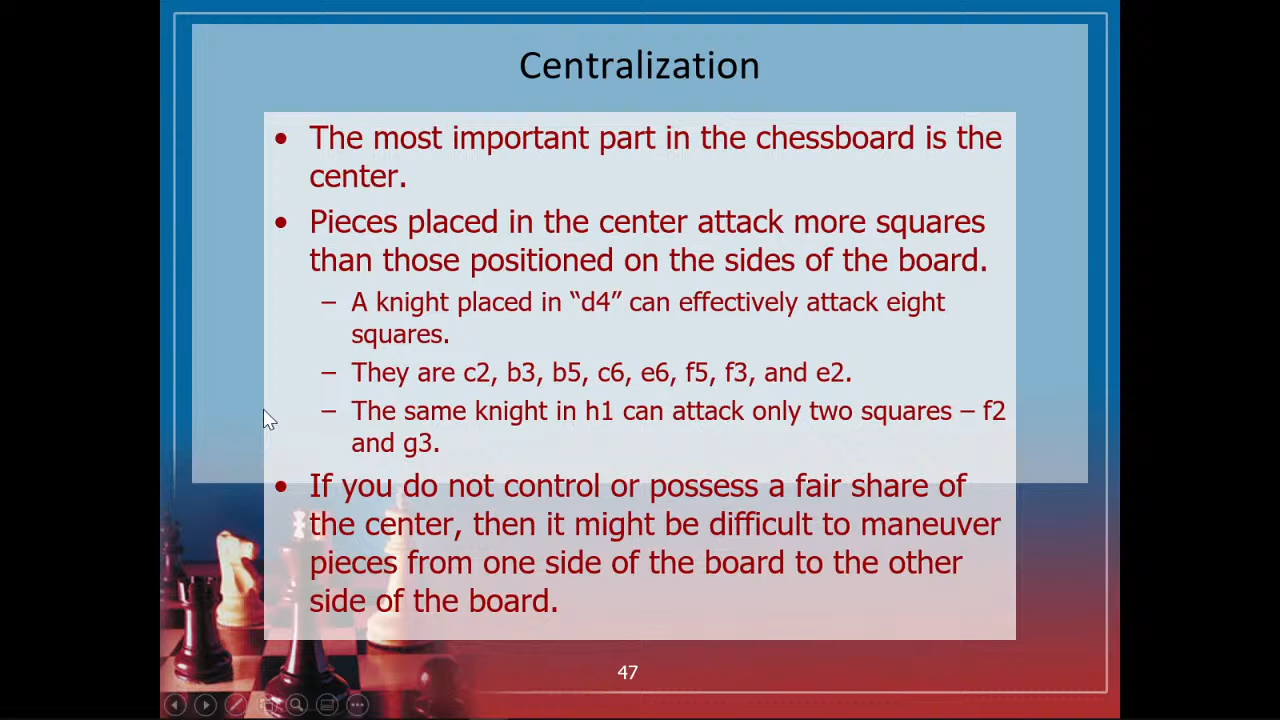 Centralization
• The most important part in the chessboard is the
center.
• Pieces placed in the center attack more squares
than those positioned on the sides of the board.
– A knight placed in “d4” can effectively attack eight
squares.
– They are c2, b3, b5, c6, e6, f5, f3, and e2.
– The same knight in h1 can attack only two squares – f2
and g3.
• If you do not control or possess a fair share of
the center, then it might be difficult to maneuver
pieces from one side of the board to the other
side of the board.
47